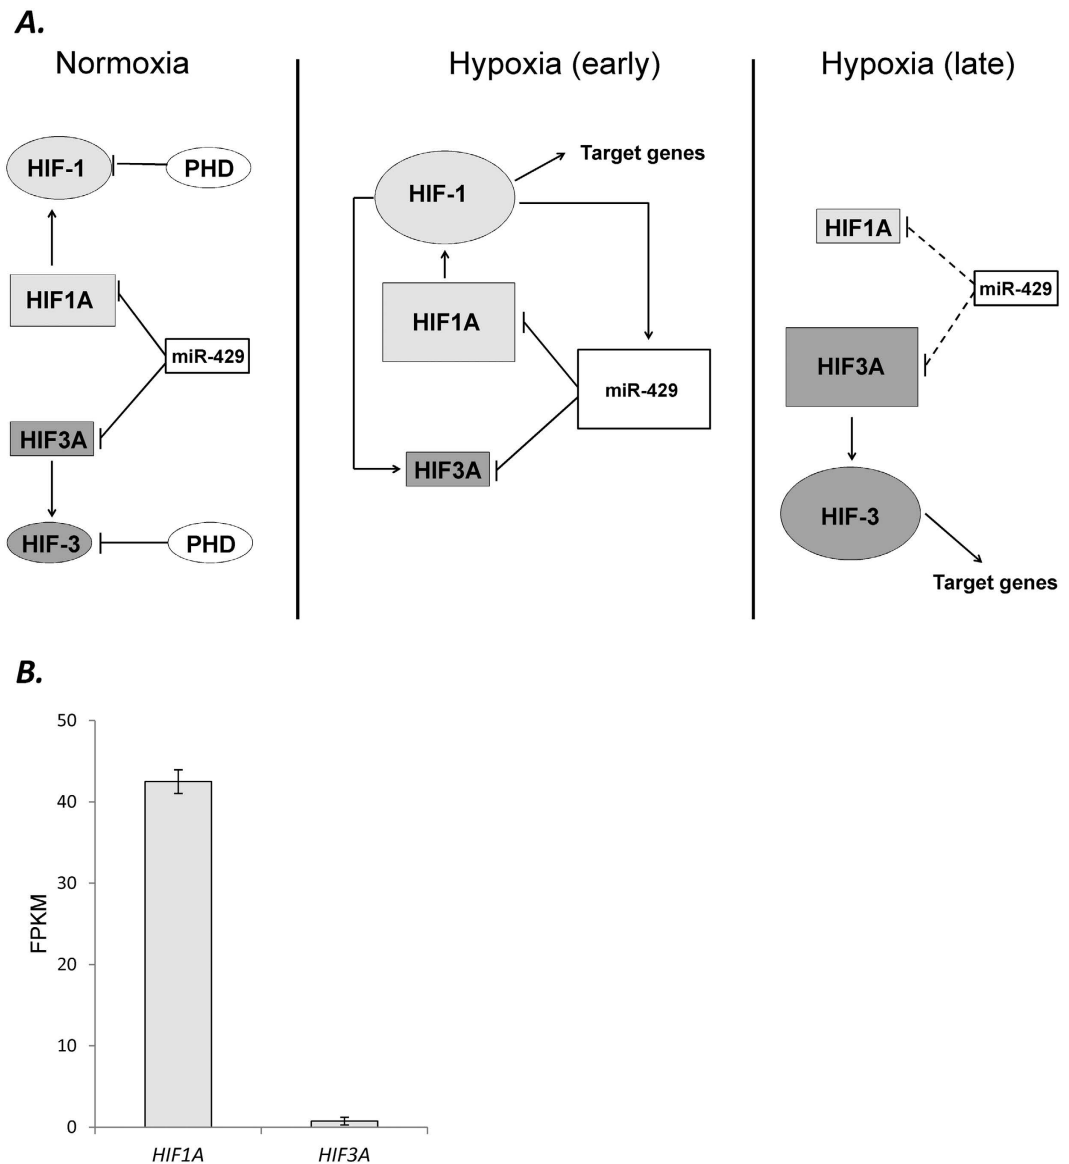 A.
Normoxia
Hypoxia (early)
Hypoxia (late)
HIF-1
PHD
HIF1A
miR-429
HIF3A
HIF-3
PHD
Target genes
HIF-1
HIF1A
miR-429
HIF3A
HIF1A
miR-429
HIF3A
HIF-3
Target genes
B.
50
40
30
20
10
0
FPKM
HIF1A
HIF3A